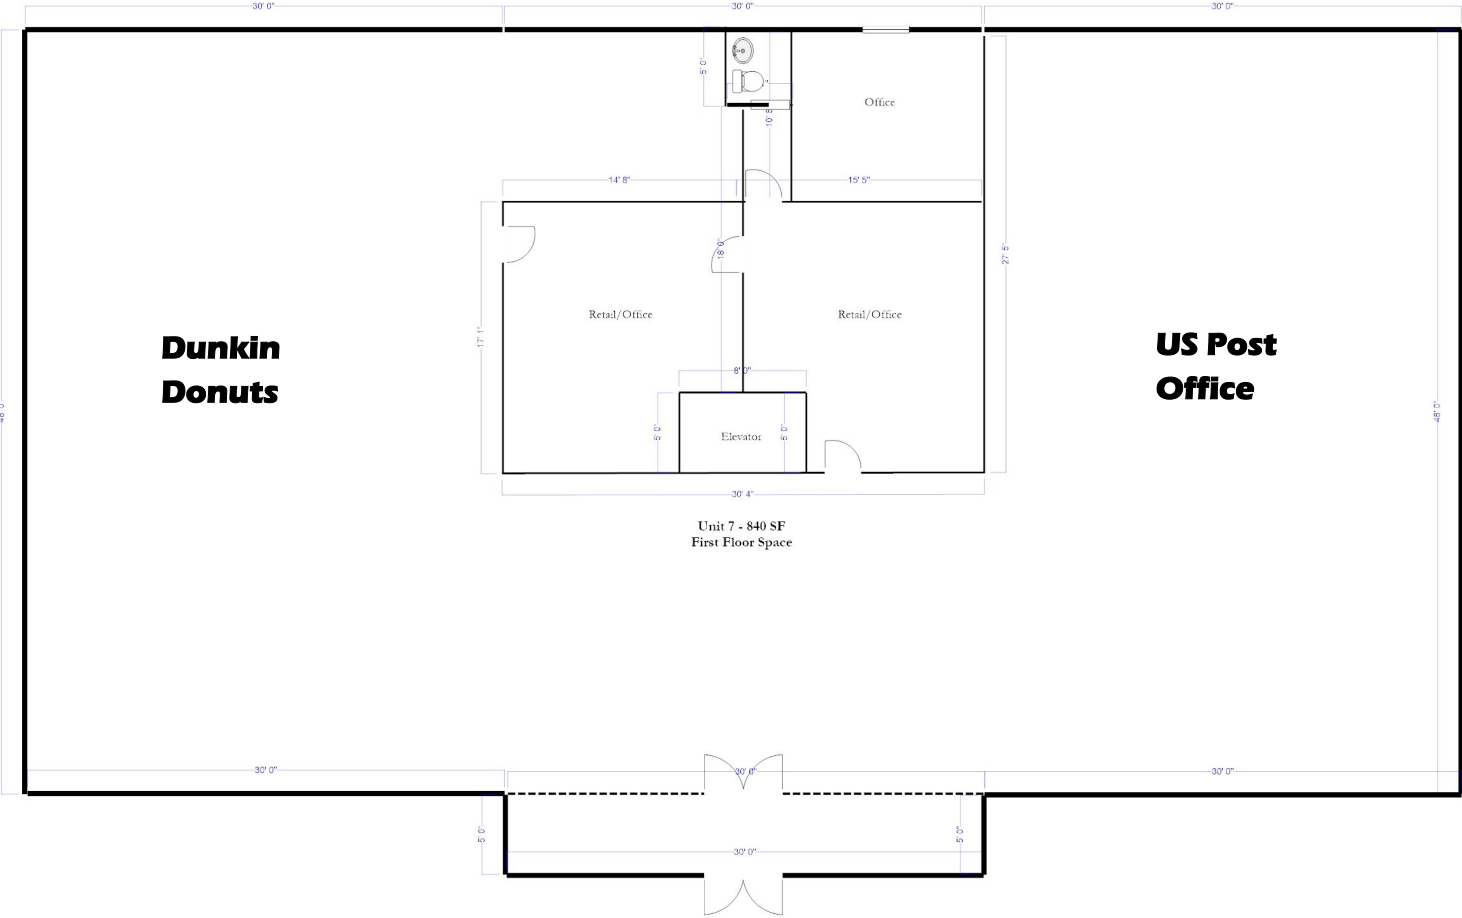 30' 0"
30' 0"
30' 0"
5' 0"
10' 8"
Office
14' 8"
15' 5"
18' 0"
27' 5"
Retail/Office
Retail/Office
17' 1"
Dunkin
Donuts
US Post
Office
8' 0"
48' 0"
48' 0"
5' 0"
Elevator
5' 0"
30' 4"
Unit 7 - 840 SF
First Floor Space
30' 0"
30' 0"
30' 0"
5' 0"
5' 0"
30' 0"